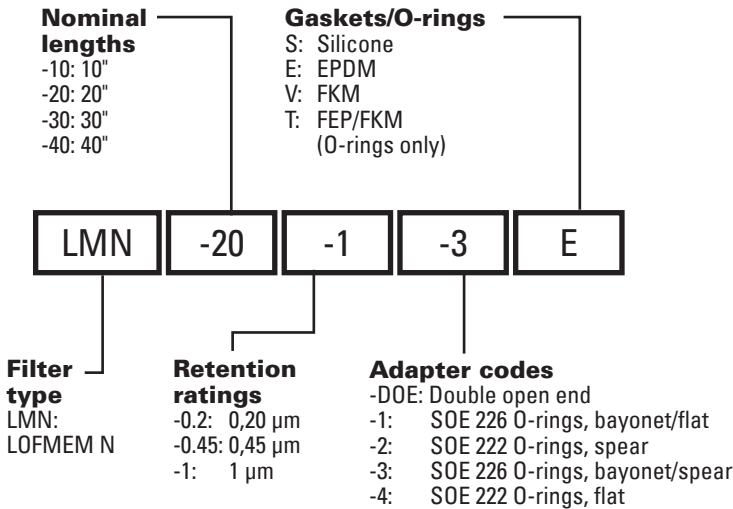 Nominal
lengths
-10: 10"
-20: 20"
-30: 30"
-40: 40"
Gaskets/O-rings
S: Silicone
E: EPDM
V: FKM
T: FEP/FKM
(O-rings only)
LMN -20 -1 -3 E
Filter
type
LMN:
LOFMEM N
Retention
ratings
-0.2: 0,20 µm
-0.45: 0,45 µm
-1: 1 µm
Adapter codes
-DOE: Double open end
-1: SOE 226 O-rings, bayonet/flat
-2: SOE 222 O-rings, spear
-3: SOE 226 O-rings, bayonet/spear
-4: SOE 222 O-rings, flat